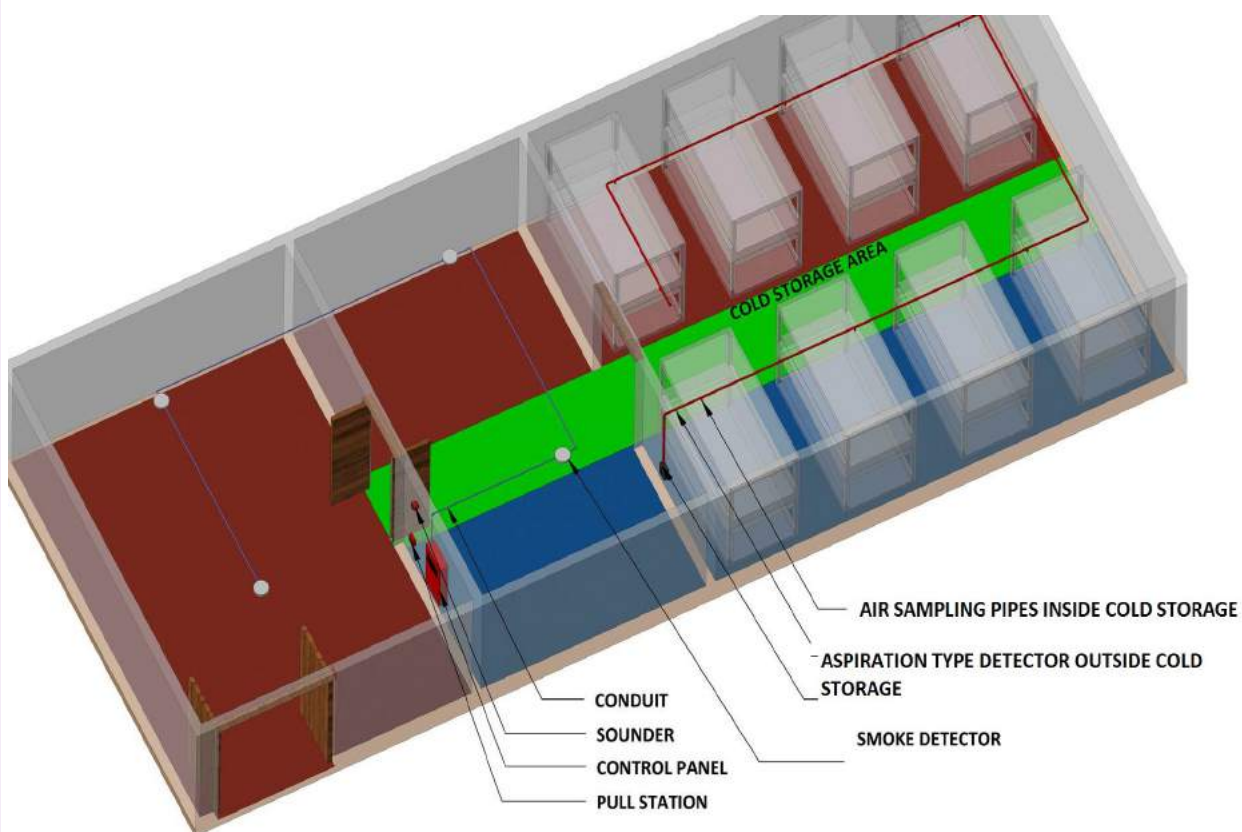 COLD STORAGE AREA
AIR SAMPLING PIPES INSIDE COLD STORAGE
ASPIRATION TYPE DETECTOR OUTSIDE COLD
STORAGE
CONDUIT
SOUNDER
SMOKE DETECTOR
CONTROL PANEL
PULL STATION